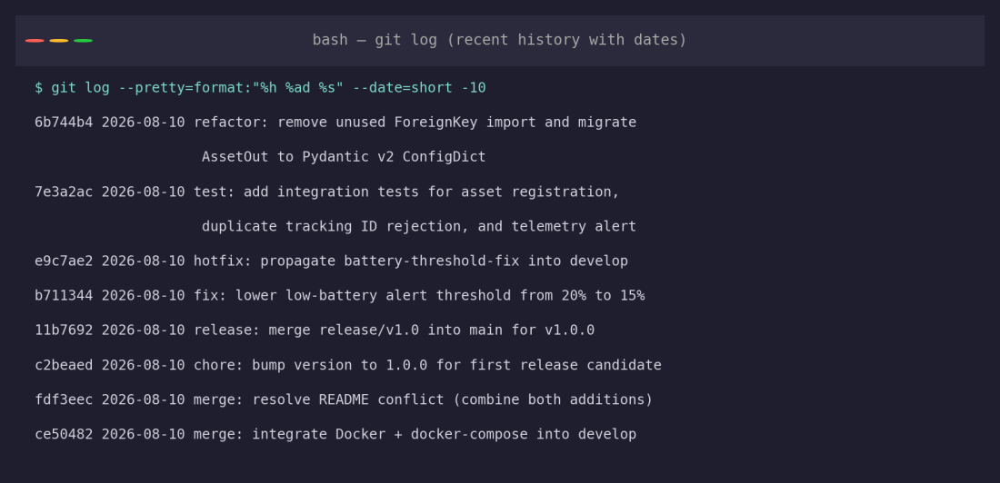 bash — git log (recent history with dates)
$ git log --pretty=format:"%h %ad %s" --date=short -10
6b744b4 2026-08-10 refactor: remove unused ForeignKey import and migrate
AssetOut to Pydantic v2 ConfigDict
7e3a2ac 2026-08-10 test: add integration tests for asset registration,
duplicate tracking ID rejection, and telemetry alert
e9c7ae2 2026-08-10 hotfix: propagate battery-threshold-fix into develop
b711344 2026-08-10 fix: lower low-battery alert threshold from 20% to 15%
11b7692 2026-08-10 release: merge release/v1.0 into main for v1.0.0
c2beaed 2026-08-10 chore: bump version to 1.0.0 for first release candidate
fdf3eec 2026-08-10 merge: resolve README conflict (combine both additions)
ce50482 2026-08-10 merge: integrate Docker + docker-compose into develop